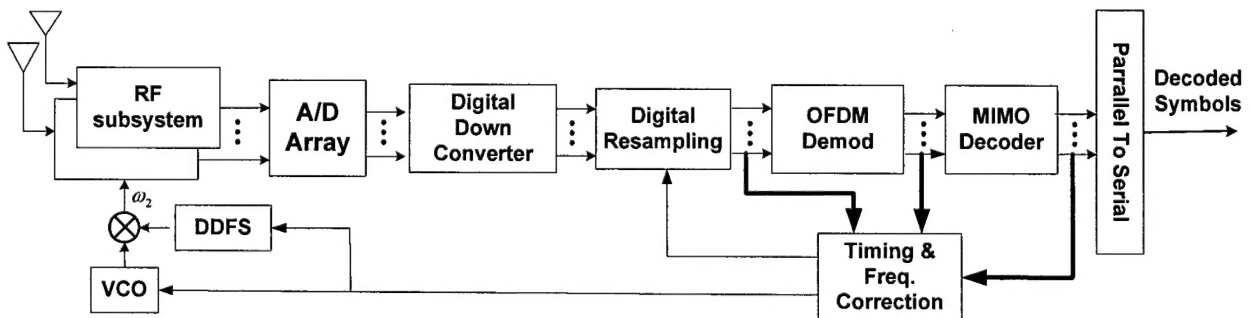 RF
subsystem
A/D
Array
Digital
Down
Converter
Digital
Resampling
OFDM
Demod
MIMO
Decoder
Parrallel To Serial
Decoded
Symbols
ω₂
DDFS
VCO
Timing &
Freq.
Correction